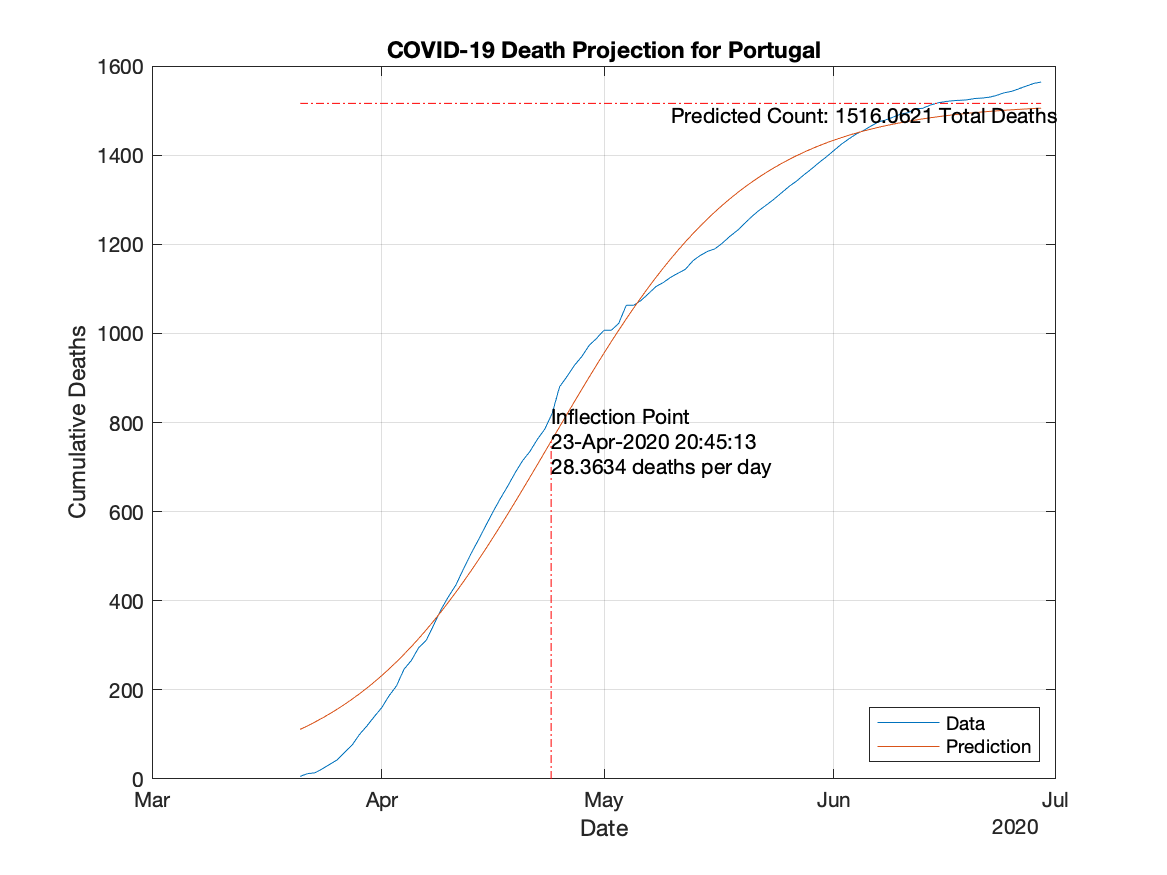 COVID-19 Death Projection for Portugal
1600
1400
1200
1000
800
600
400
200
0
Cumulative Deaths
Predicted Count: 1516.0621 Total Deaths
Inflection Point
23-Apr-2020 20:45:13
28.3634 deaths per day
Data
Prediction
Mar Apr May Jun Jul
Date
2020